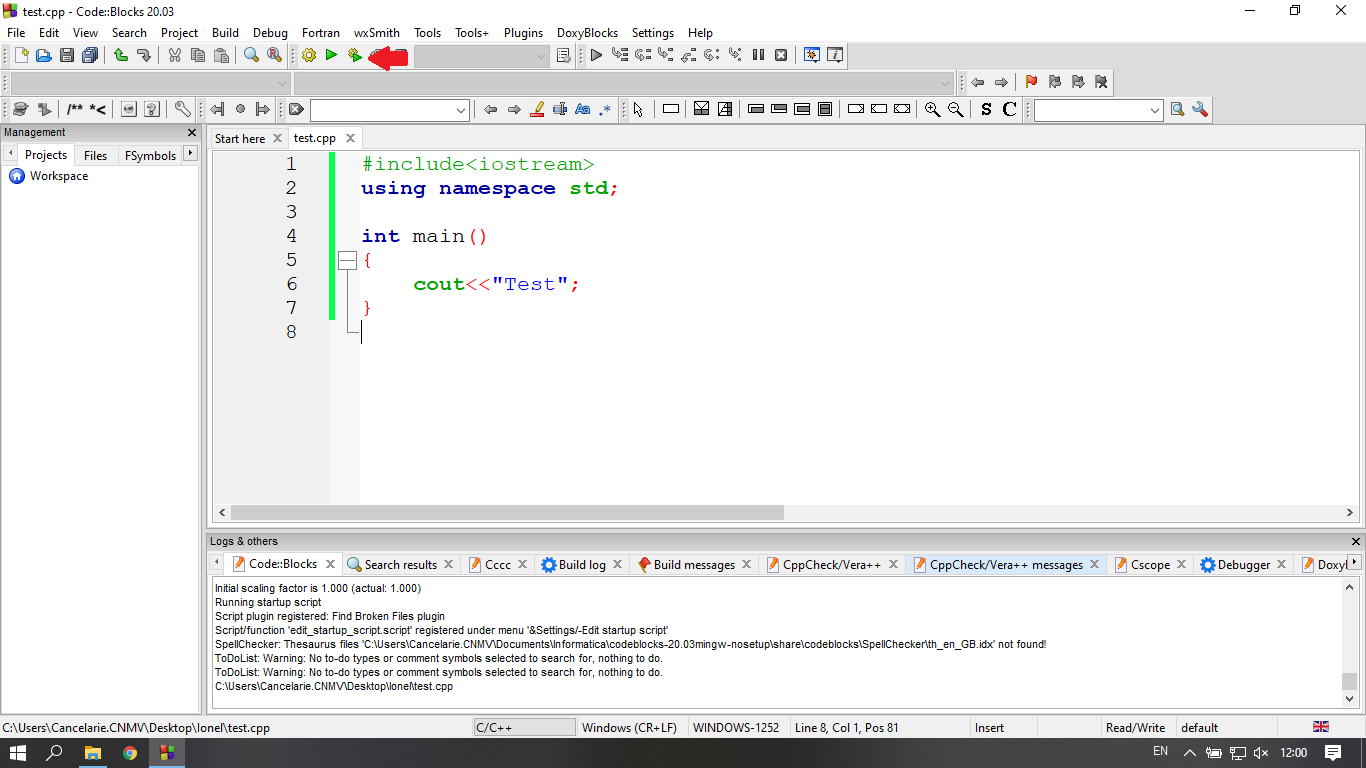 test.cpp - Code::Blocks 20.03
File Edit View Search Project Build Debug Fortran wxSmith Tools Tools+ Plugins DoxyBlocks Settings Help
/** *< Aa .* S C
Management
Start here test.cpp
Projects Files FSymbols
Workspace
1 #include<iostream>
2 using namespace std;
3
4 int main()
5 {
6 cout<<"Test";
7 }
8
Logs & others
Code::Blocks Search results Cccc Build log Build messages CppCheck/Vera++ CppCheck/Vera++ messages Cscope Debugger Doxyl
Initial scaling factor is 1.000 (actual: 1.000)
Running startup script
Script plugin registered: Find Broken Files plugin
Script/function 'edit_startup_script.script' registered under menu '&Settings/-Edit startup script'
SpellChecker: Thesaurus files 'C:\Users\Cancelarie.CNMV\Documents\Informatica\codeblocks-20.03mingw-nosetup\share\codeblocks\SpellChecker\th_en_GB.idx' not found!
ToDoList: Warning: No to-do types or comment symbols selected to search for, nothing to do.
ToDoList: Warning: No to-do types or comment symbols selected to search for, nothing to do.
C:\Users\Cancelarie.CNMV\Desktop\Ionel\test.cpp
C:\Users\Cancelarie.CNMV\Desktop\Ionel\test.cpp C/C++ Windows (CR+LF) WINDOWS-1252 Line 8, Col 1, Pos 81 Insert Read/Write default
EN 12:00